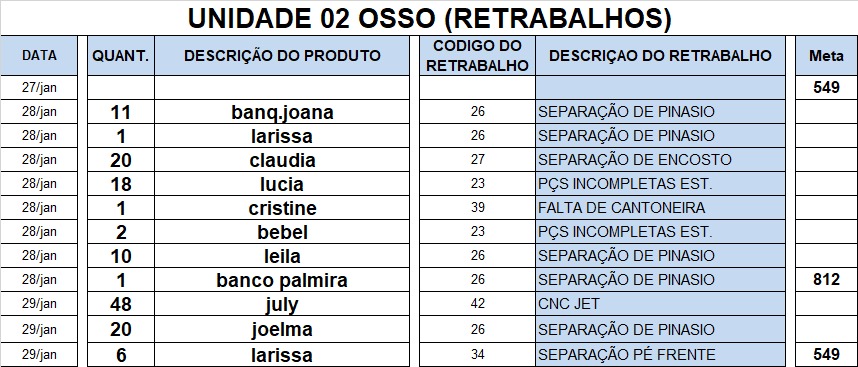 UNIDADE 02 OSSO (RETRABALHOS)
DATA QUANT. DESCRIÇÃO DO PRODUTO CODIGO DO RETRABALHO DESCRIÇAO DO RETRABALHO Meta
27/jan 549
28/jan 11 banq.joana 26 SEPARAÇÃO DE PINASIO
28/jan 1 larissa 26 SEPARAÇÃO DE PINASIO
28/jan 20 claudia 27 SEPARAÇÃO DE ENCOSTO
28/jan 18 lucia 23 PÇS INCOMPLETAS EST.
28/jan 1 cristine 39 FALTA DE CANTONEIRA
28/jan 2 bebel 23 PÇS INCOMPLETAS EST.
28/jan 10 leila 26 SEPARAÇÃO DE PINASIO
28/jan 1 banco palmira 26 SEPARAÇÃO DE PINASIO 812
29/jan 48 july 42 CNC JET
29/jan 20 joelma 26 SEPARAÇÃO DE PINASIO
29/jan 6 larissa 34 SEPARAÇÃO PÉ FRENTE 549